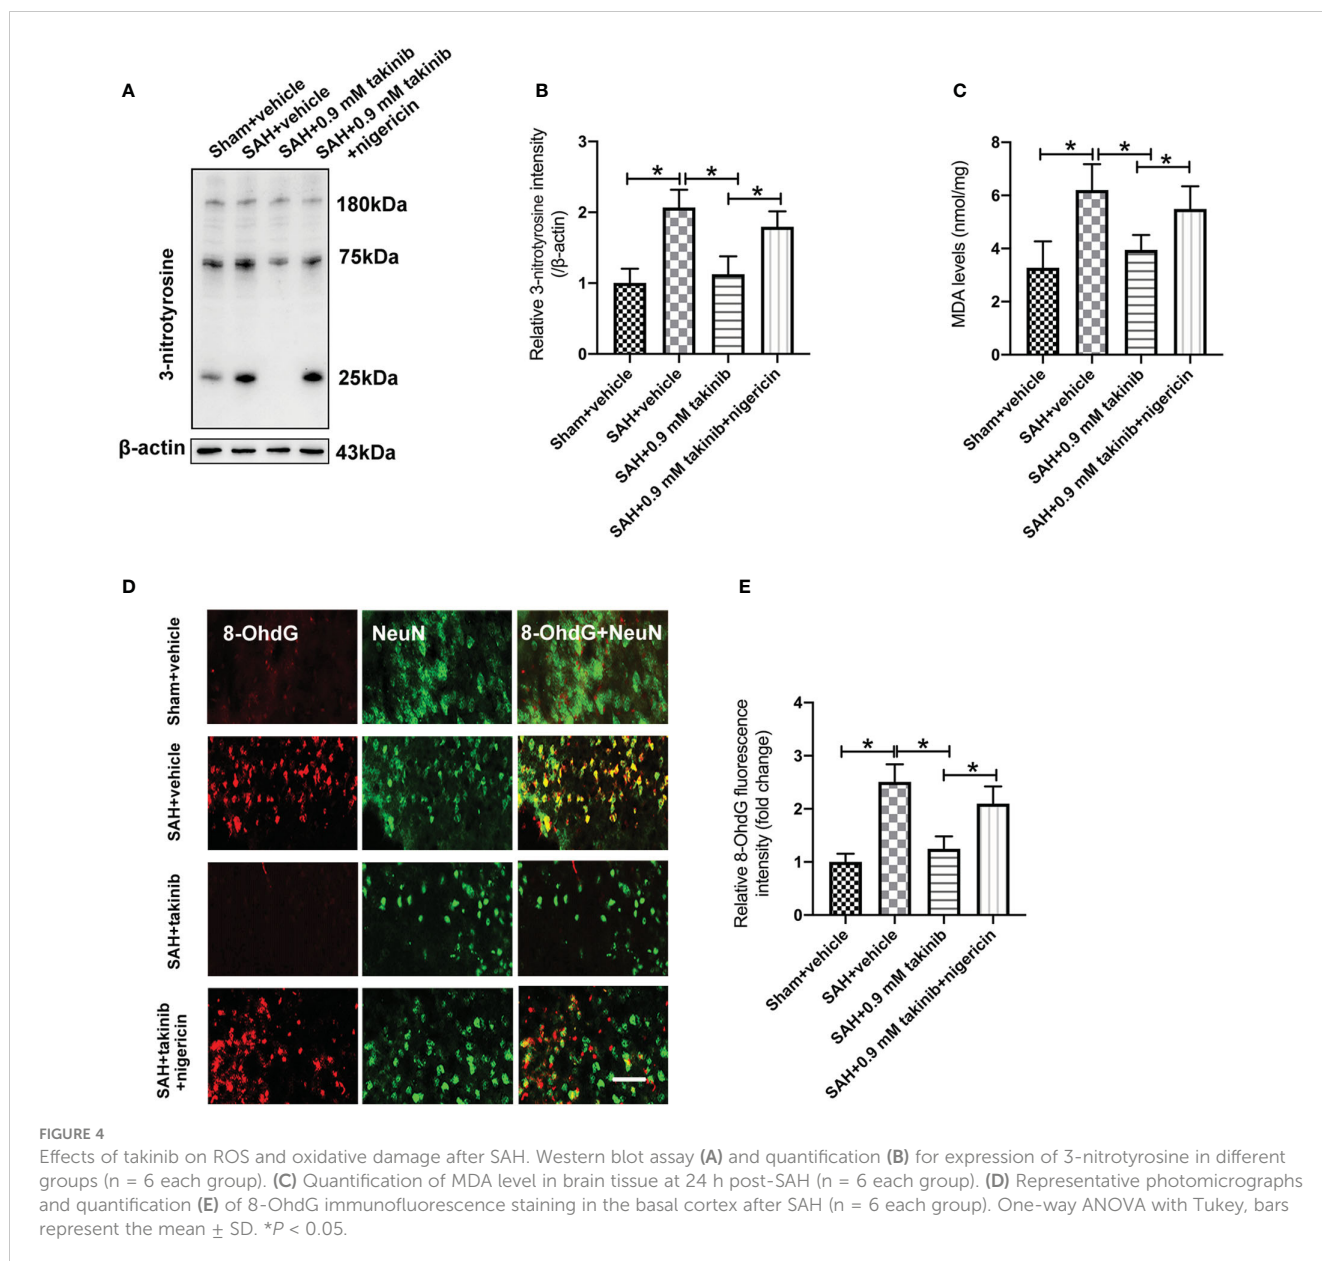 A
Sham+vehicle
SAH+vehicle
SAH+0.9 mM takinib
SAH+0.9 mM takinib
+nigericin
3-nitrotyrosine
180kDa
75kDa
25kDa
β-actin
43kDa
B
Relative 3-nitrotyrosine intensity
(/β-actin)
3
2
1
0
* * *
Sham+vehicle
SAH+vehicle
SAH+0.9 mM takinib
SAH+0.9 mM takinib+nigericin
C
MDA levels (nmol/mg)
8
6
4
2
0
* * *
Sham+vehicle
SAH+vehicle
SAH+0.9 mM takinib
SAH+0.9 mM takinib+nigericin
D
8-OhdG
NeuN
8-OhdG+NeuN
Sham+vehicle
SAH+vehicle
SAH+takinib
SAH+takinib
+nigericin
E
Relative 8-OhdG fluorescence
intensity (fold change)
4
3
2
1
0
* * *
Sham+vehicle
SAH+vehicle
SAH+0.9 mM takinib
SAH+0.9 mM takinib+nigericin
FIGURE 4
Effects of takinib on ROS and oxidative damage after SAH. Western blot assay (A) and quantification (B) for expression of 3-nitrotyrosine in different
groups (n = 6 each group). (C) Quantification of MDA level in brain tissue at 24 h post-SAH (n = 6 each group). (D) Representative photomicrographs
and quantification (E) of 8-OhdG immunofluorescence staining in the basal cortex after SAH (n = 6 each group). One-way ANOVA with Tukey, bars
represent the mean ± SD. *P < 0.05.